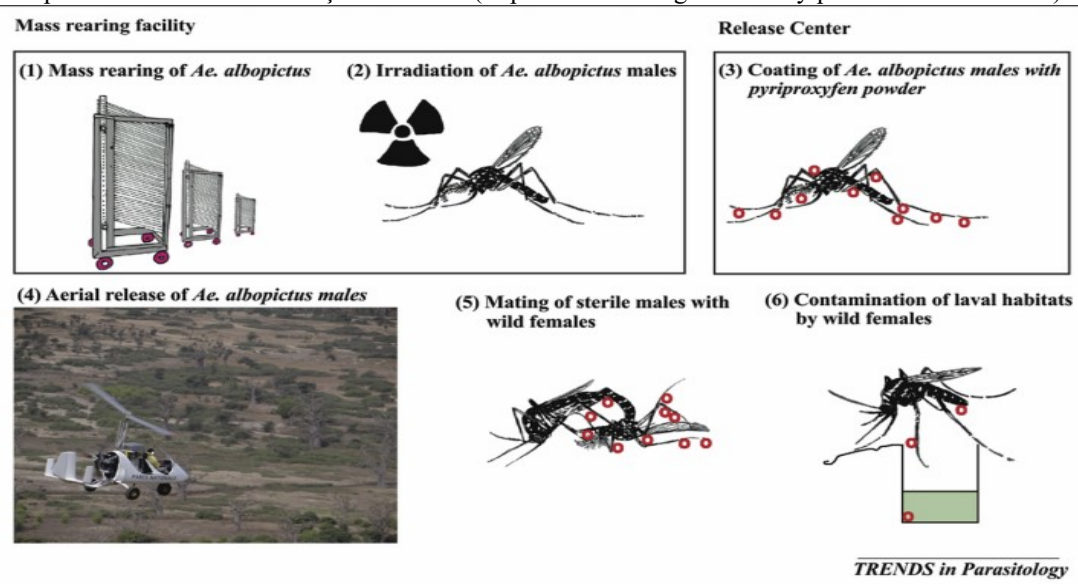 Mass rearing facility
Release Center
(1) Mass rearing of Ae. albopictus
(2) Irradiation of Ae. albopictus males
(3) Coating of Ae. albopictus males with
pyriproxyfen powder
(4) Aerial release of Ae. albopictus males
(5) Mating of sterile males with
wild females
(6) Contamination of laval habitats
by wild females
TRENDS in Parasitology